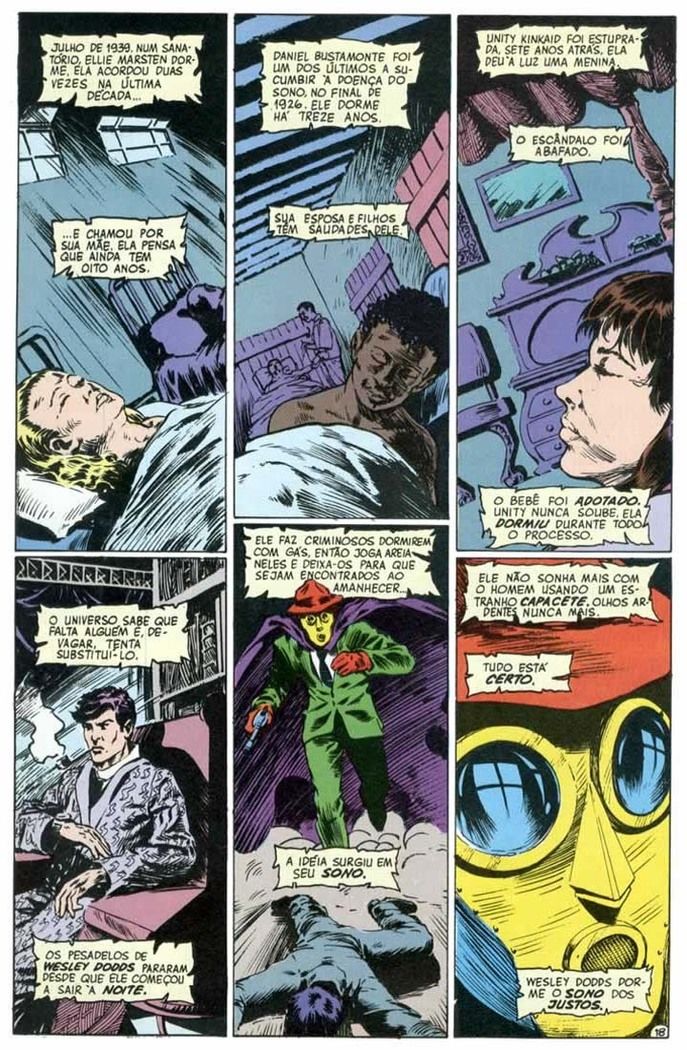 JULHO DE 1939. NUM SANA-
TÓRIO, ELLIE MARSTEN DOR-
ME. ELA ACORDOU DUAS
VEZES NA ÚLTIMA
DÉCADA...
...E CHAMOU POR
SUA MÃE. ELA PENSA
QUE AINDA TEM
OITO ANOS.
DANIEL BUSTAMONTE FOI
UM DOS ÚLTIMOS A SU-
CUMBIR À DOENÇA DO
SONO, NO FINAL DE
1926. ELE DORME
HÁ TREZE ANOS.
SUA ESPOSA E FILHOS
TÊM SAUDADES DELE.
UNITY KINKAID FOI ESTUPRA-
DA, SETE ANOS ATRÁS. ELA
DEU À LUZ UMA MENINA.
O ESCÂNDALO FOI
ABAFADO.
O BEBÊ FOI ADOTADO.
UNITY NUNCA SOUBE. ELA
DORMIU DURANTE TODO
O PROCESSO.
O UNIVERSO SABE QUE
FALTA ALGUÉM E, DE-
VAGAR, TENTA
SUBSTITUÍ-LO.
OS PESADELOS DE
WESLEY DODDS PARARAM
DESDE QUE ELE COMEÇOU
A SAIR À NOITE.
ELE FAZ CRIMINOSOS DORMIREM
COM GÁS, ENTÃO JOGA AREIA
NELES E DEIXA-OS PARA QUE
SEJAM ENCONTRADOS AO
AMANHECER...
A IDÉIA SURGIU EM
SEU SONO.
ELE NÃO SONHA MAIS COM
O HOMEM USANDO UM ES-
TRANHO CAPACETE, OLHOS AR-
DENTES. NUNCA MAIS.
TUDO ESTÁ
CERTO.
WESLEY DODDS DOR-
ME O SONO DOS
JUSTOS.
18